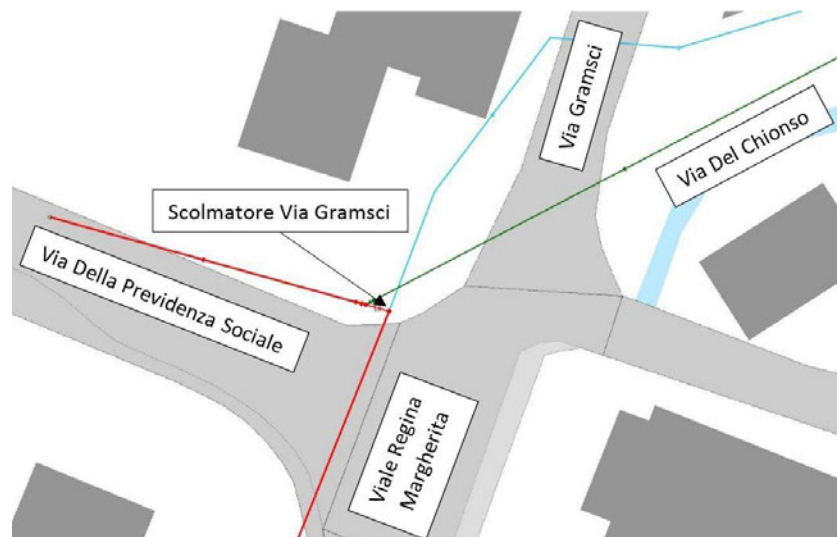 Via Gramsci
Via Del Chionso
Scolmatore Via Gramsci
Via Della Previdenza Sociale
Viale Regina
Margherita